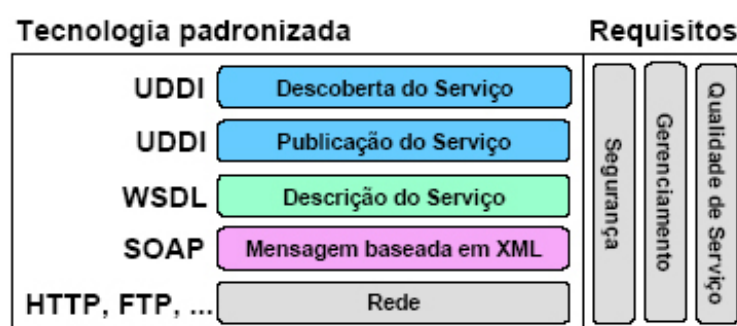 Tecnologia padronizada
Requisitos
UDDI
Descoberta do Serviço
UDDI
Publicação do Serviço
WSDL
Descrição do Serviço
SOAP
Mensagem baseada em XML
HTTP, FTP, ...
Rede
Segurança
Gerenciamento
Qualidade de Serviço